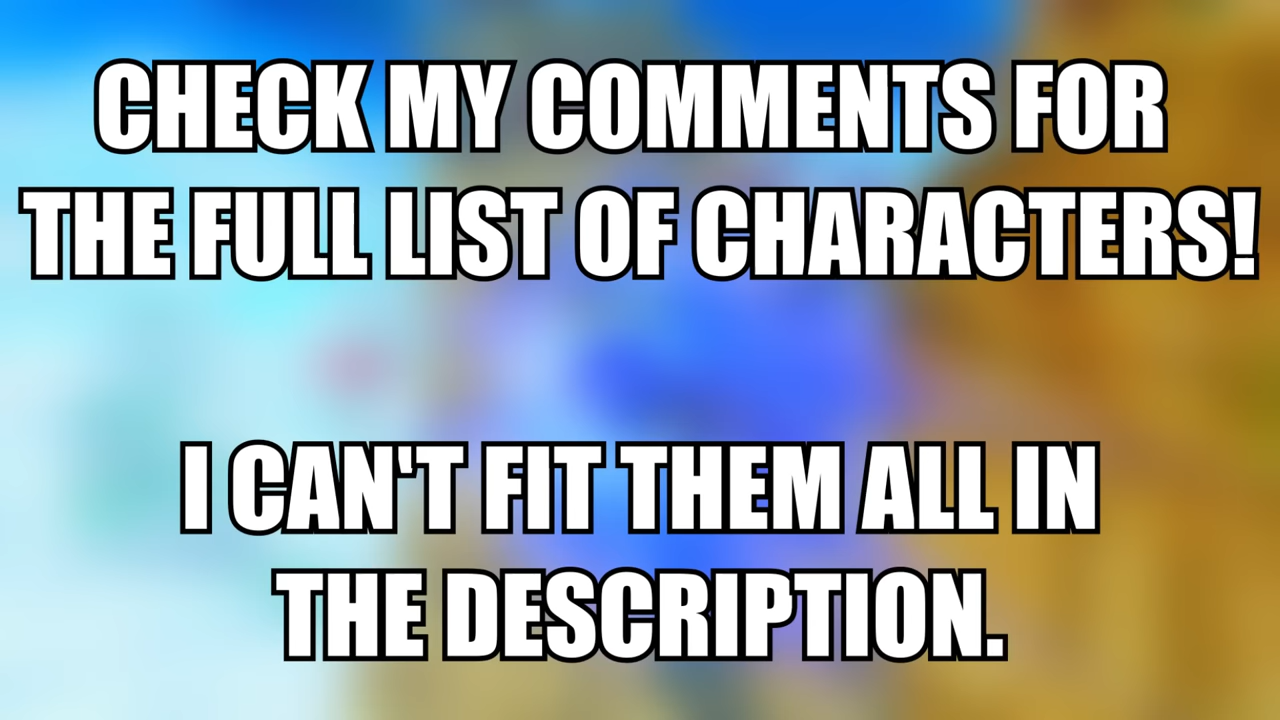 CHECK MY COMMENTS FOR
THE FULL LIST OF CHARACTERS!
I CAN'T FIT THEM ALL IN
THE DESCRIPTION.